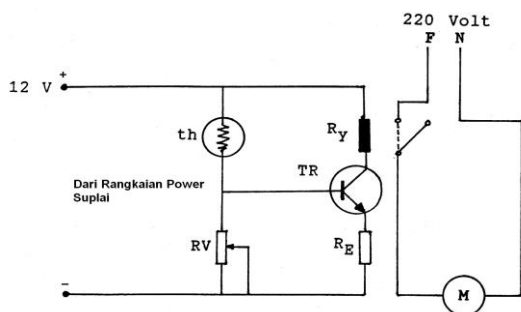 220 Volt
F N
+
12 V
th
Ry
TR
Dari Rangkaian Power
Suplai
RV
RE
-
M